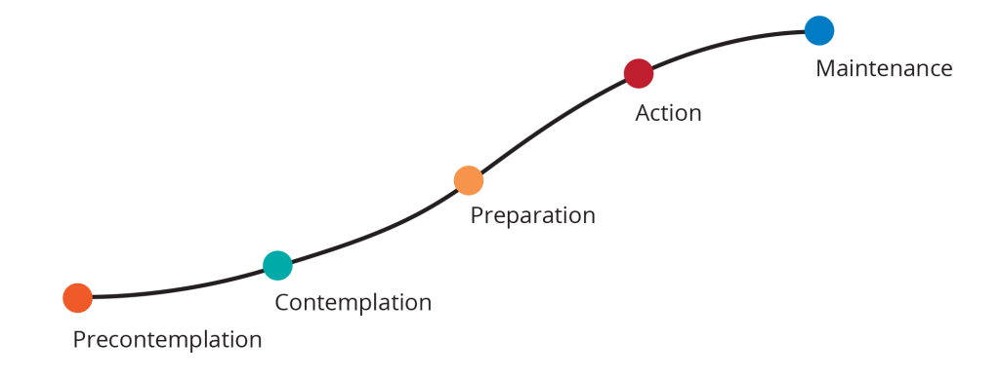 Maintenance
Action
Preparation
Contemplation
Precontemplation